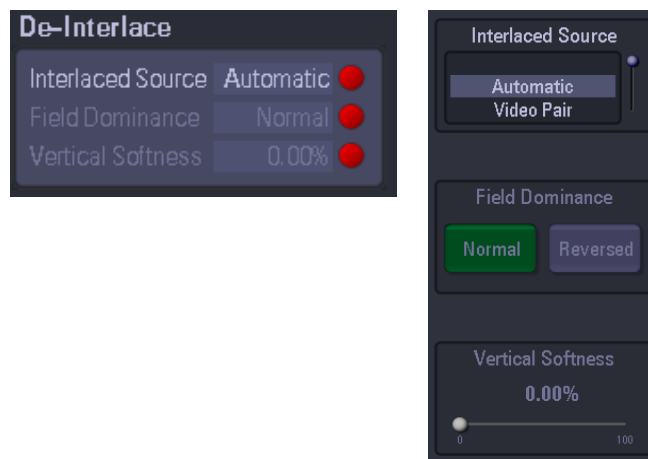 De-Interlace
Interlaced Source Automatic
Field Dominance Normal
Vertical Softness 0.00%
Interlaced Source
Automatic
Video Pair
Field Dominance
Normal Reversed
Vertical Softness
0.00%
0 100